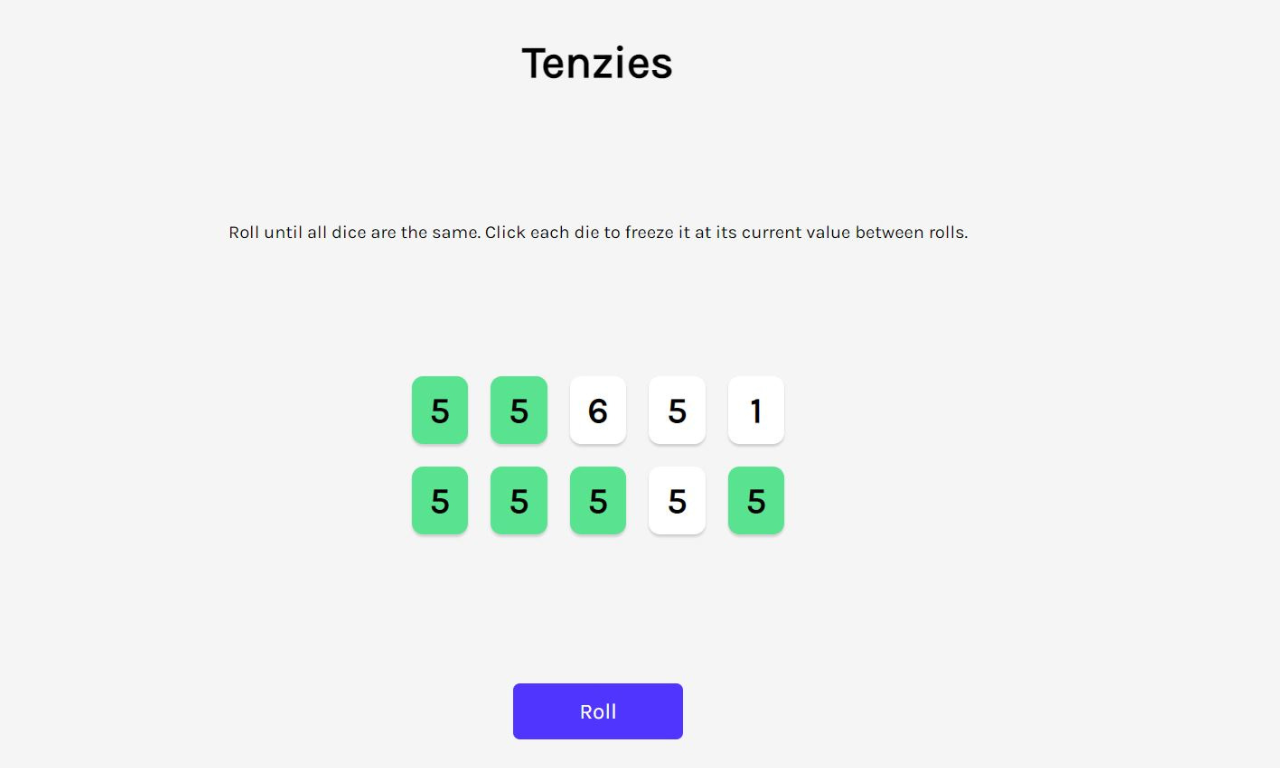 Tenzies
Roll until all dice are the same. Click each die to freeze it at its current value between rolls.
5 5 6 5 1
5 5 5 5 5
Roll